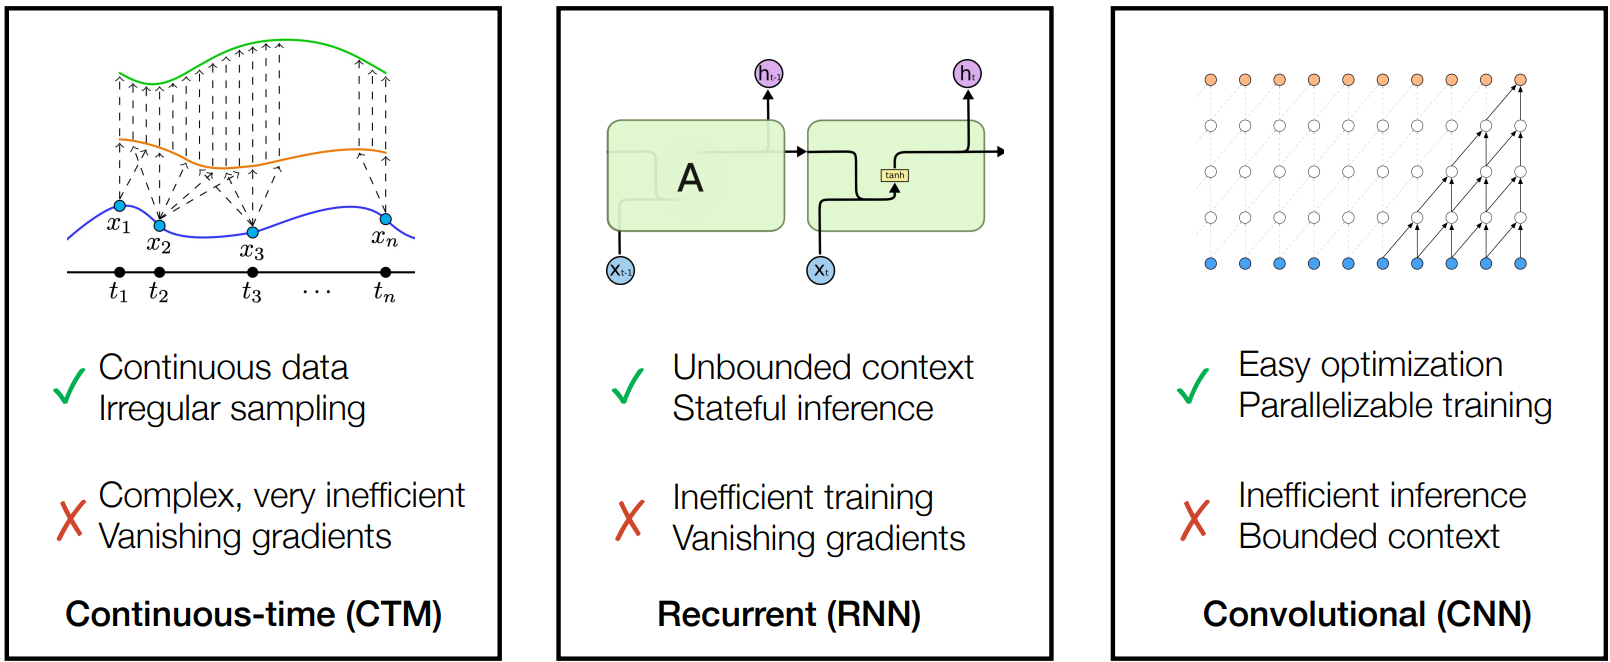 x₁
x₂
x₃
xₙ
t₁ t₂ t₃ ··· tₙ
Continuous data
Irregular sampling
Complex, very inefficient
Vanishing gradients
Continuous-time (CTM)
hₜ₋₁
hₜ
A
tanh
Xₜ₋₁
Xₜ
Unbounded context
Stateful inference
Inefficient training
Vanishing gradients
Recurrent (RNN)
Easy optimization
Parallelizable training
Inefficient inference
Bounded context
Convolutional (CNN)